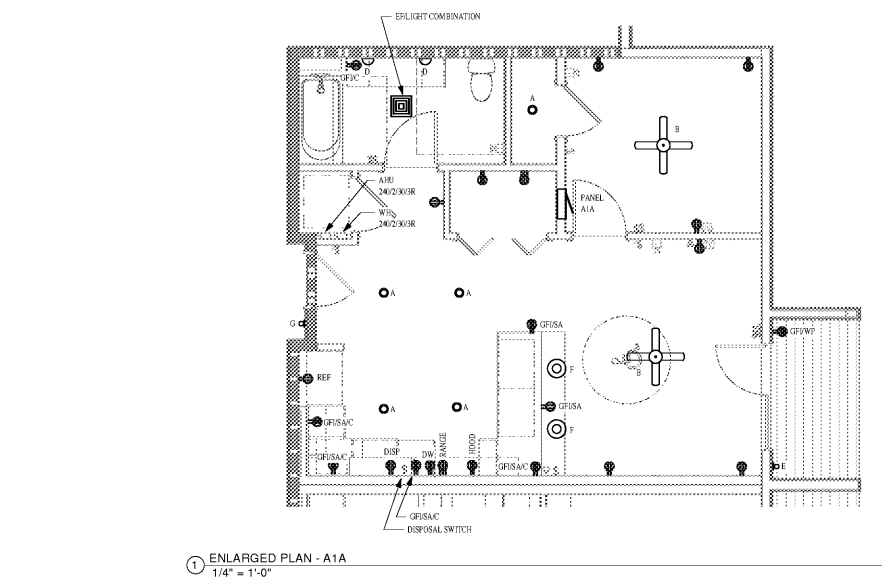 EF/LIGHT COMBINATION
D
D
GFI/C
A
B
AHU
240/2/30/3R
WH
240/2/30/3R
PANEL
A1A
A
A
G
GFI/SA
GFI/WP
F
B
REF
A
A
GFI/SA
GFI/SA/C
F
DISP
DW
RANGE
HOOD
GFI/SA/C
GFI/SA/C
E
GFI/SA/C
DISPOSAL SWITCH
1
ENLARGED PLAN - A1A
1/4" = 1'-0"